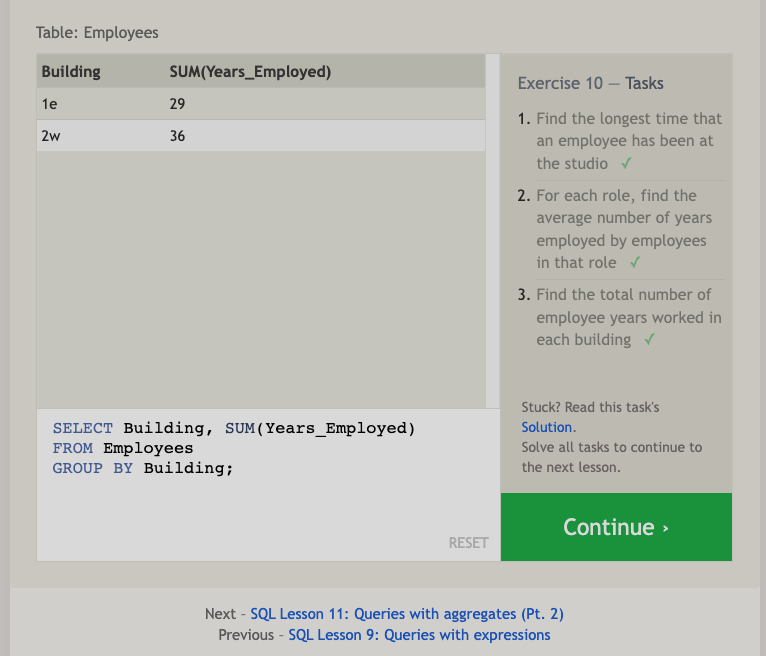 Table: Employees
Building SUM(Years_Employed)
1e 29
2w 36
SELECT Building, SUM(Years_Employed)
FROM Employees
GROUP BY Building;
RESET
Exercise 10 — Tasks
1. Find the longest time that
an employee has been at
the studio ✓
2. For each role, find the
average number of years
employed by employees
in that role ✓
3. Find the total number of
employee years worked in
each building ✓
Stuck? Read this task's
Solution.
Solve all tasks to continue to
the next lesson.
Continue ›
Next – SQL Lesson 11: Queries with aggregates (Pt. 2)
Previous – SQL Lesson 9: Queries with expressions